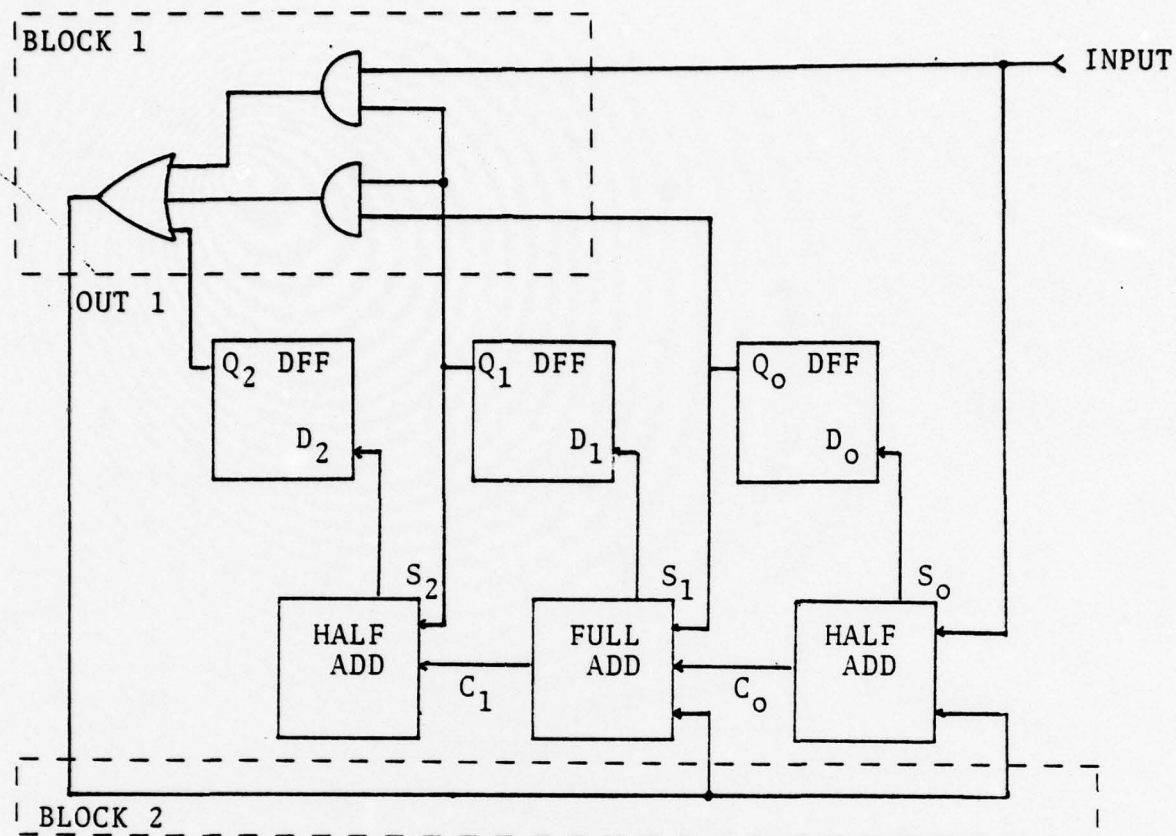 BLOCK 1
INPUT
OUT 1
Q2 DFF
D2
Q1 DFF
D1
Qo DFF
Do
S2
S1
So
HALF
ADD
FULL
ADD
HALF
ADD
C1
Co
BLOCK 2